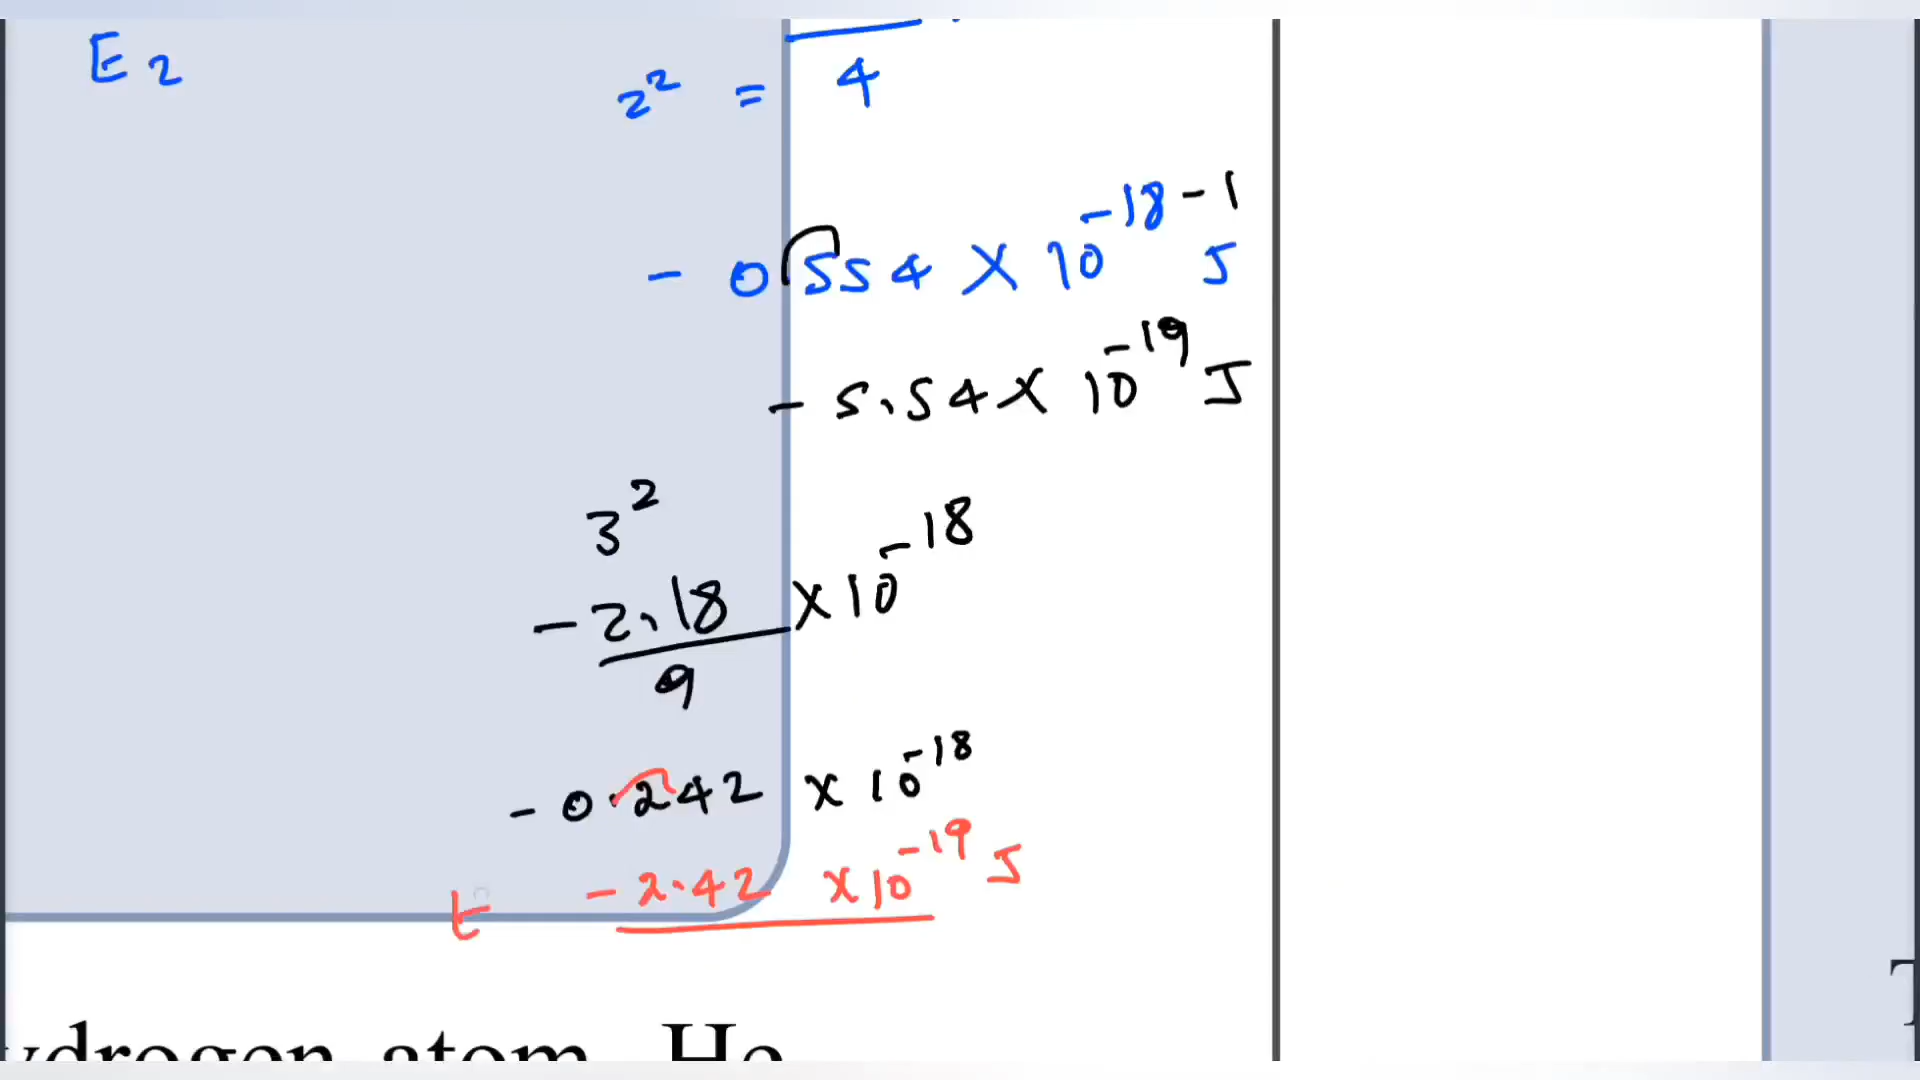 E₂
2² = 4
- 0.554 × 10⁻¹⁸⁻¹ J
- 5.54 × 10⁻¹⁹ J
3²
- 2.18 × 10⁻¹⁸
9
- 0.242 × 10⁻¹⁸
E - 2.42 × 10⁻¹⁹ J
ydrogen atom. He